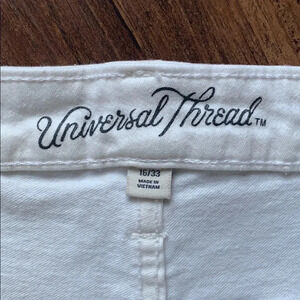 Universal Thread™
16/33
MADE IN
VIETNAM